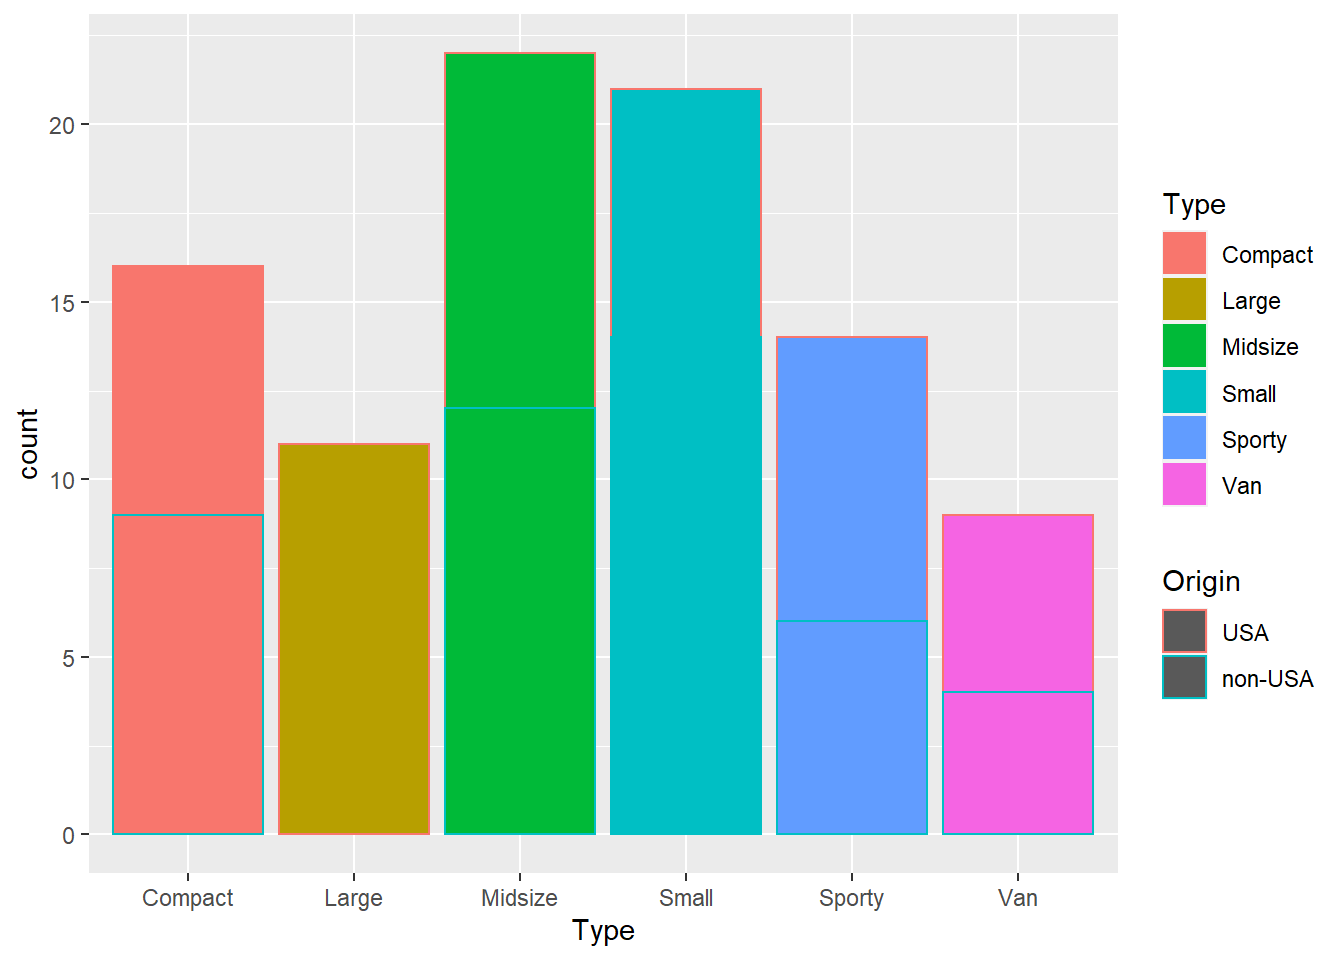 20
15
10
5
0
count
Compact
Large
Midsize
Small
Sporty
Van
Type
Type
Compact
Large
Midsize
Small
Sporty
Van
Origin
USA
non-USA